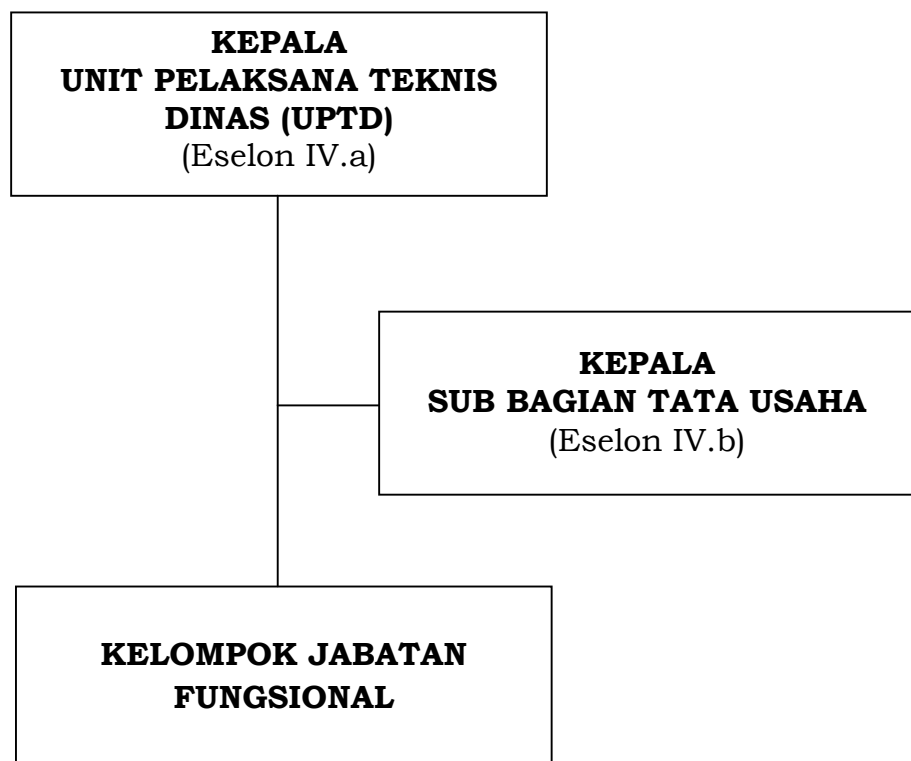 KEPALA
UNIT PELAKSANA TEKNIS
DINAS (UPTD)
(Eselon IV.a)
KEPALA
SUB BAGIAN TATA USAHA
(Eselon IV.b)
KELOMPOK JABATAN
FUNGSIONAL